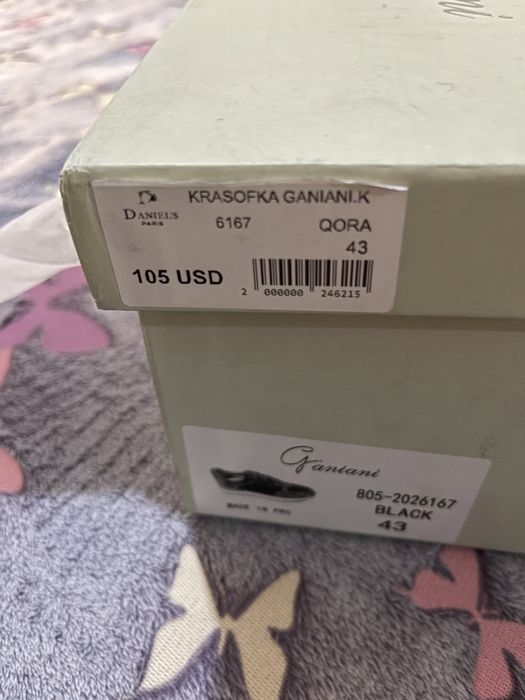 KRASOFKA GANIANI.K
DANIEL'S
PARIS
6167 QORA
43
105 USD
2 000000 246215
Ganiani
805-2026167
BLACK
43
MADE IN PRC